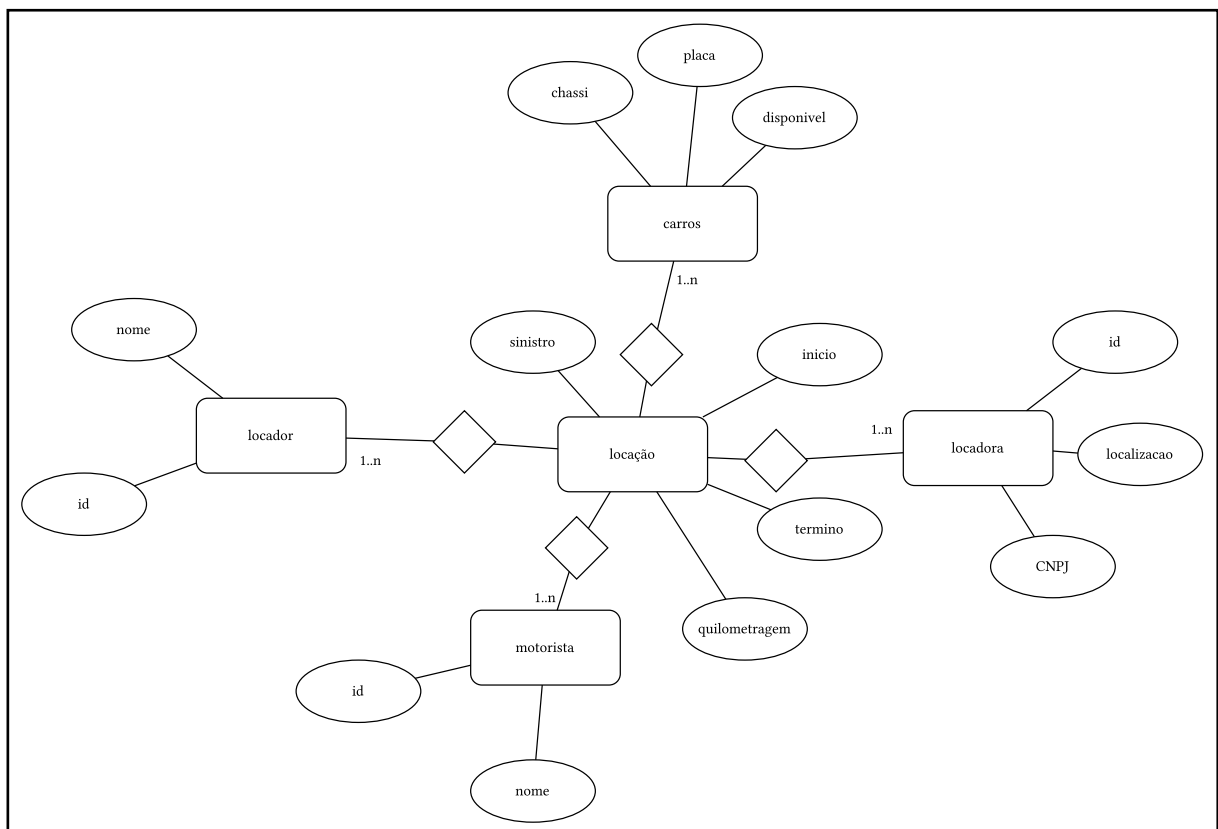 placa
chassi
disponivel
carros
1..n
nome
sinistro
inicio
id
locador
1..n
locação
1..n
locadora
localizacao
id
termino
CNPJ
1..n
motorista
quilometragem
id
nome